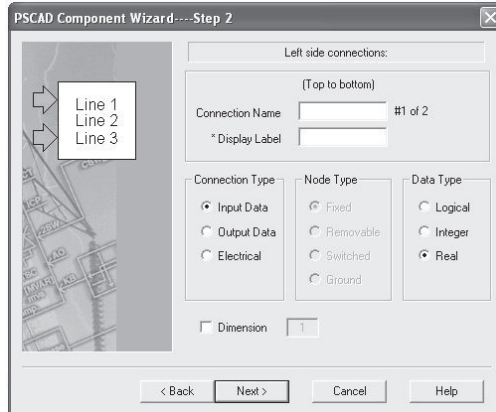 PSCAD Component Wizard----Step 2
Line 1
Line 2
Line 3
Left side connections:
(Top to bottom)
Connection Name #1 of 2
* Display Label
Connection Type
Input Data
Output Data
Electrical
Node Type
Fixed
Removable
Switched
Ground
Data Type
Logical
Integer
Real
Dimension 1
< Back Next > Cancel Help